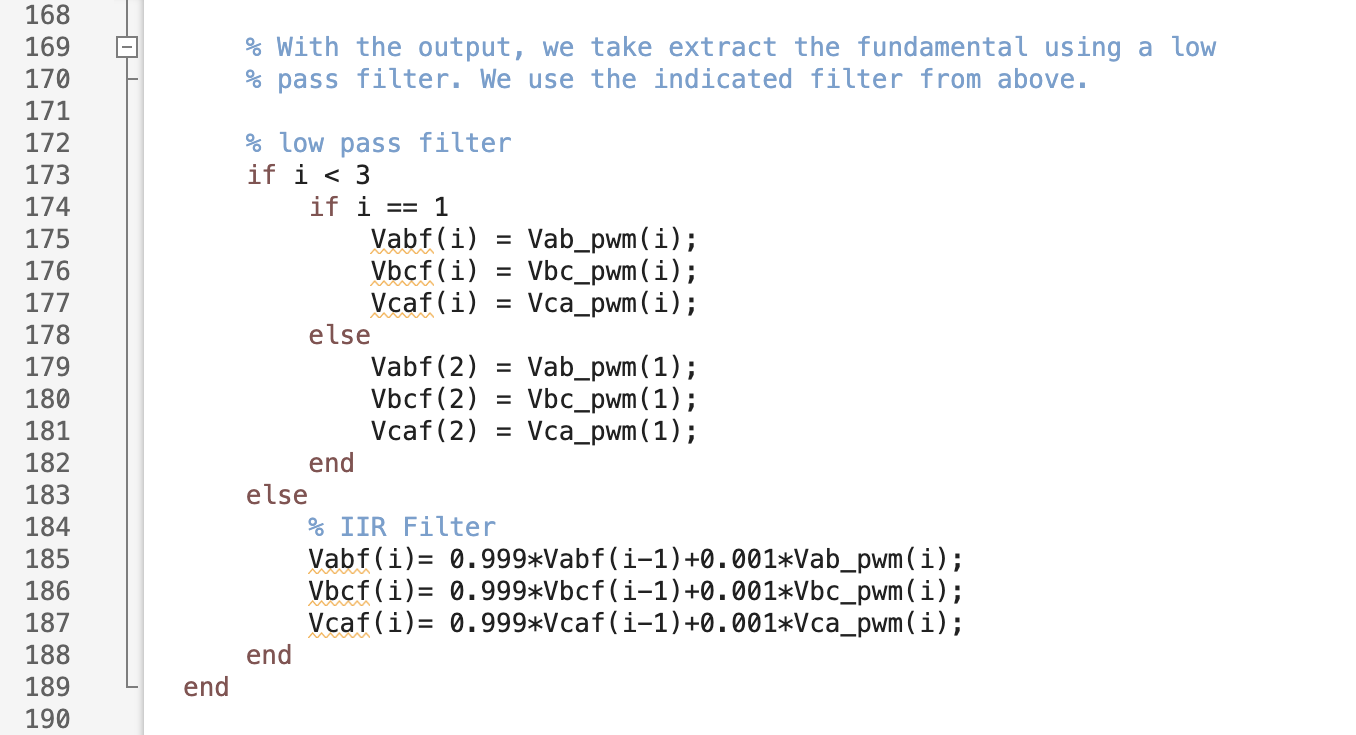 168
169 % With the output, we take extract the fundamental using a low
170 % pass filter. We use the indicated filter from above.
171
172 % low pass filter
173 if i < 3
174 if i == 1
175 Vabf(i) = Vab_pwm(i);
176 Vbcf(i) = Vbc_pwm(i);
177 Vcaf(i) = Vca_pwm(i);
178 else
179 Vabf(2) = Vab_pwm(1);
180 Vbcf(2) = Vbc_pwm(1);
181 Vcaf(2) = Vca_pwm(1);
182 end
183 else
184 % IIR Filter
185 Vabf(i)= 0.999*Vabf(i−1)+0.001*Vab_pwm(i);
186 Vbcf(i)= 0.999*Vbcf(i−1)+0.001*Vbc_pwm(i);
187 Vcaf(i)= 0.999*Vcaf(i−1)+0.001*Vca_pwm(i);
188 end
189 end
190